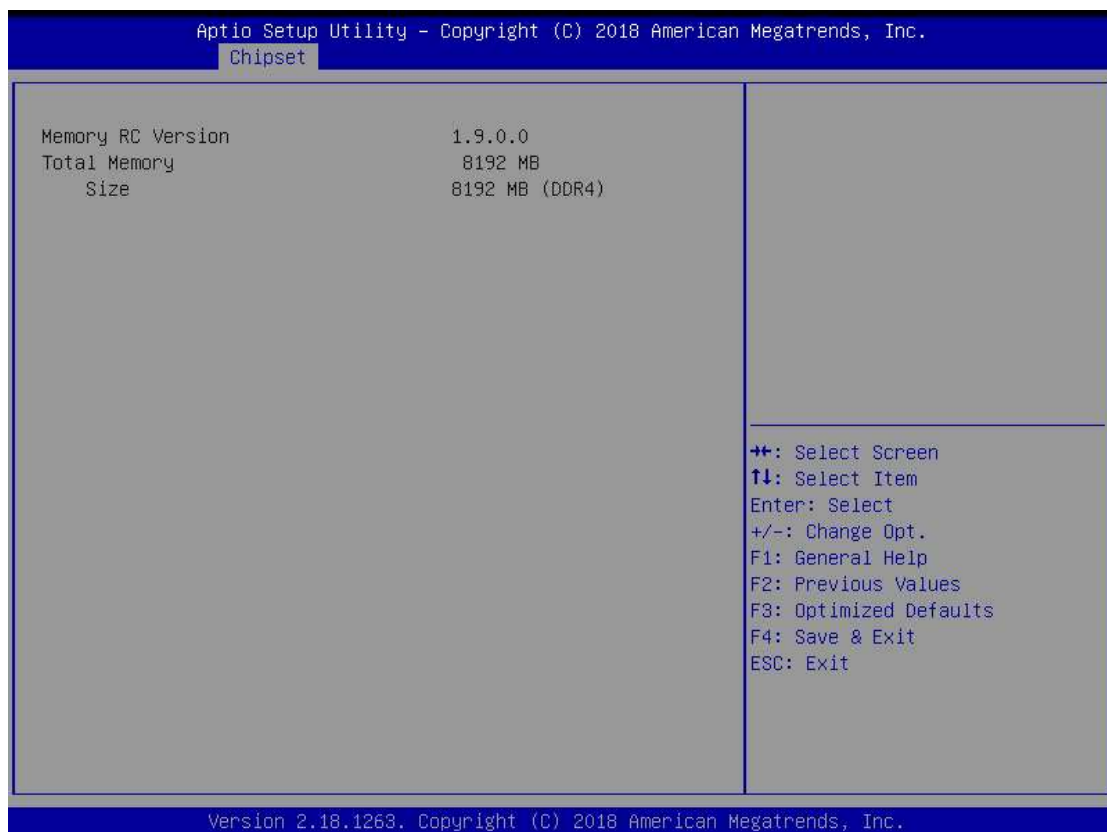 Aptio Setup Utility – Copyright (C) 2018 American Megatrends, Inc.
Chipset
Memory RC Version 1.9.0.0
Total Memory 8192 MB
Size 8192 MB (DDR4)
→←: Select Screen
↑↓: Select Item
Enter: Select
+/-: Change Opt.
F1: General Help
F2: Previous Values
F3: Optimized Defaults
F4: Save & Exit
ESC: Exit
Version 2.18.1263. Copyright (C) 2018 American Megatrends, Inc.